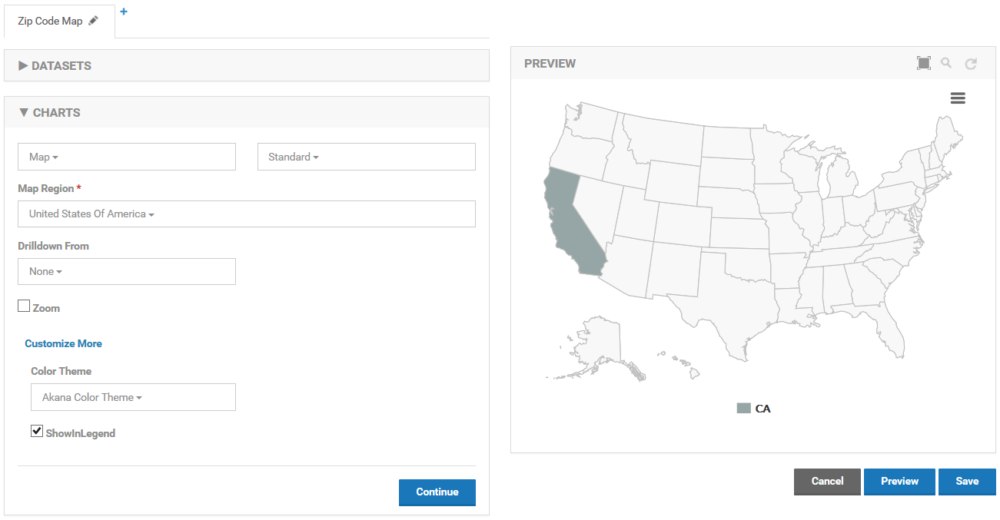 Zip Code Map
+
DATASETS
CHARTS
Map
Standard
Map Region *
United States Of America
Drilldown From
None
Zoom
Customize More
Color Theme
Akana Color Theme
ShowInLegend
Continue
PREVIEW
CA
Cancel
Preview
Save